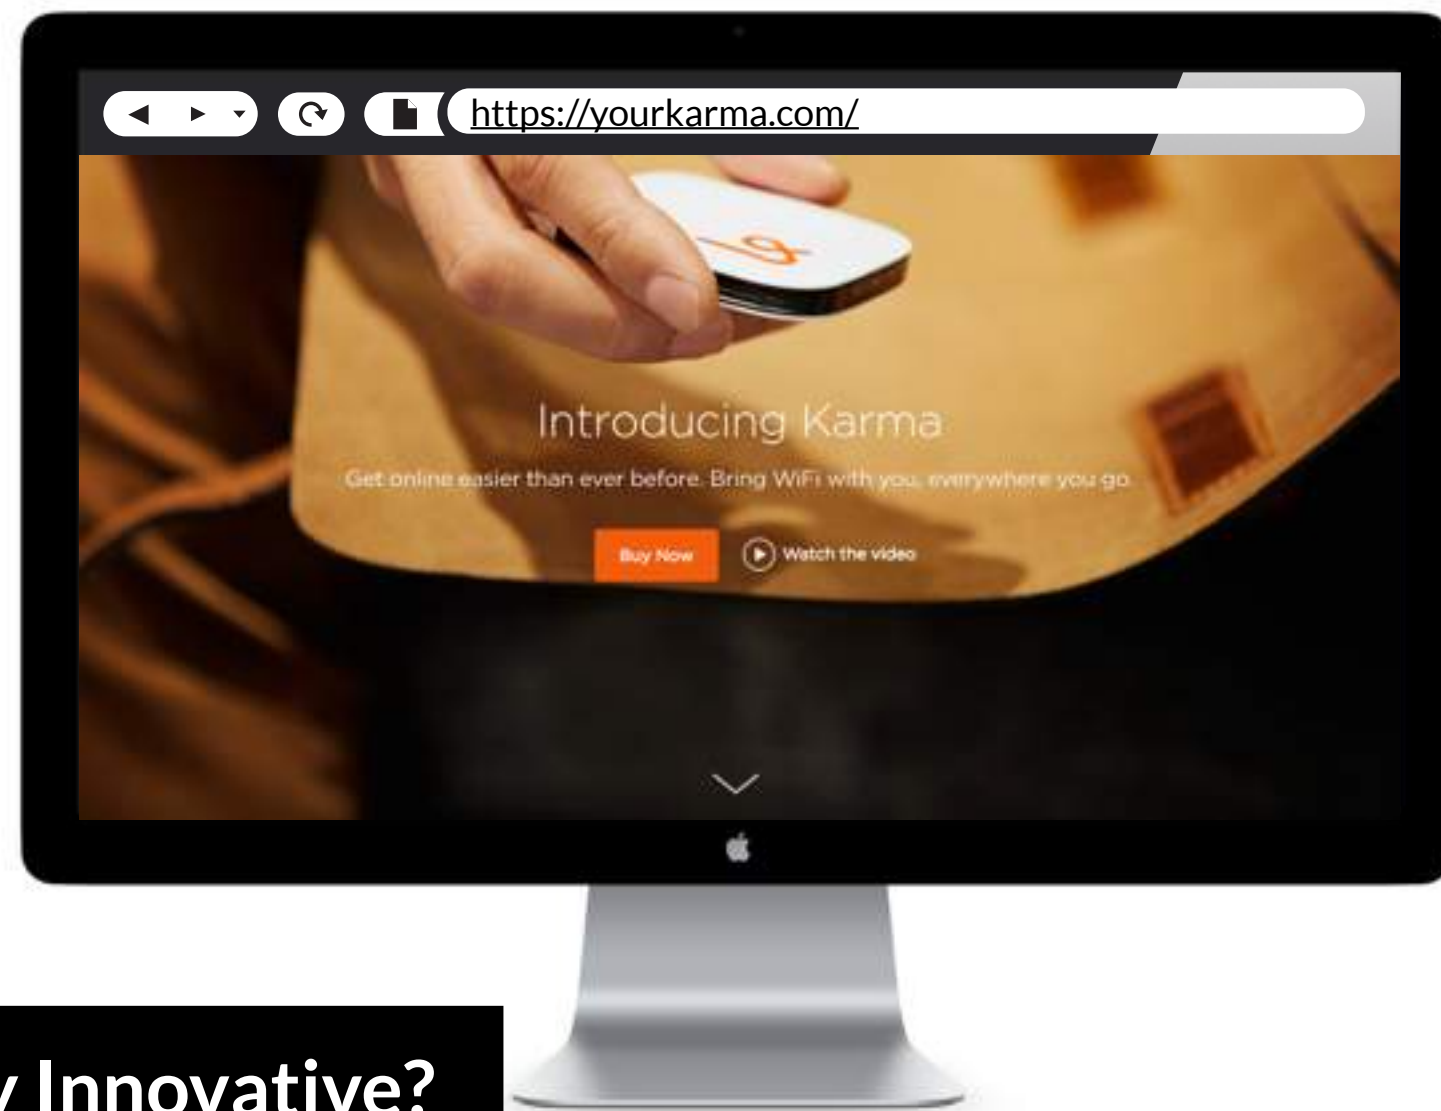 https://yourkarma.com/
Introducing Karma
Get online easier than ever before. Bring WiFi with you, everywhere you go.
Buy Now
Watch the video
Innovative?